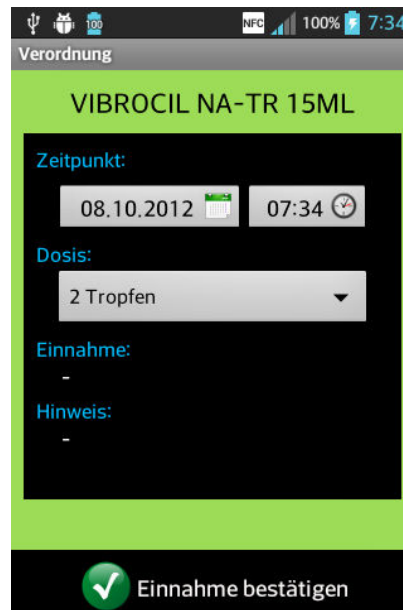 100 NFC 100% 7:34
Verordnung
VIBROCIL NA-TR 15ML
Zeitpunkt:
08.10.2012 07:34
Dosis:
2 Tropfen
Einnahme:
-
Hinweis:
-
Einnahme bestätigen